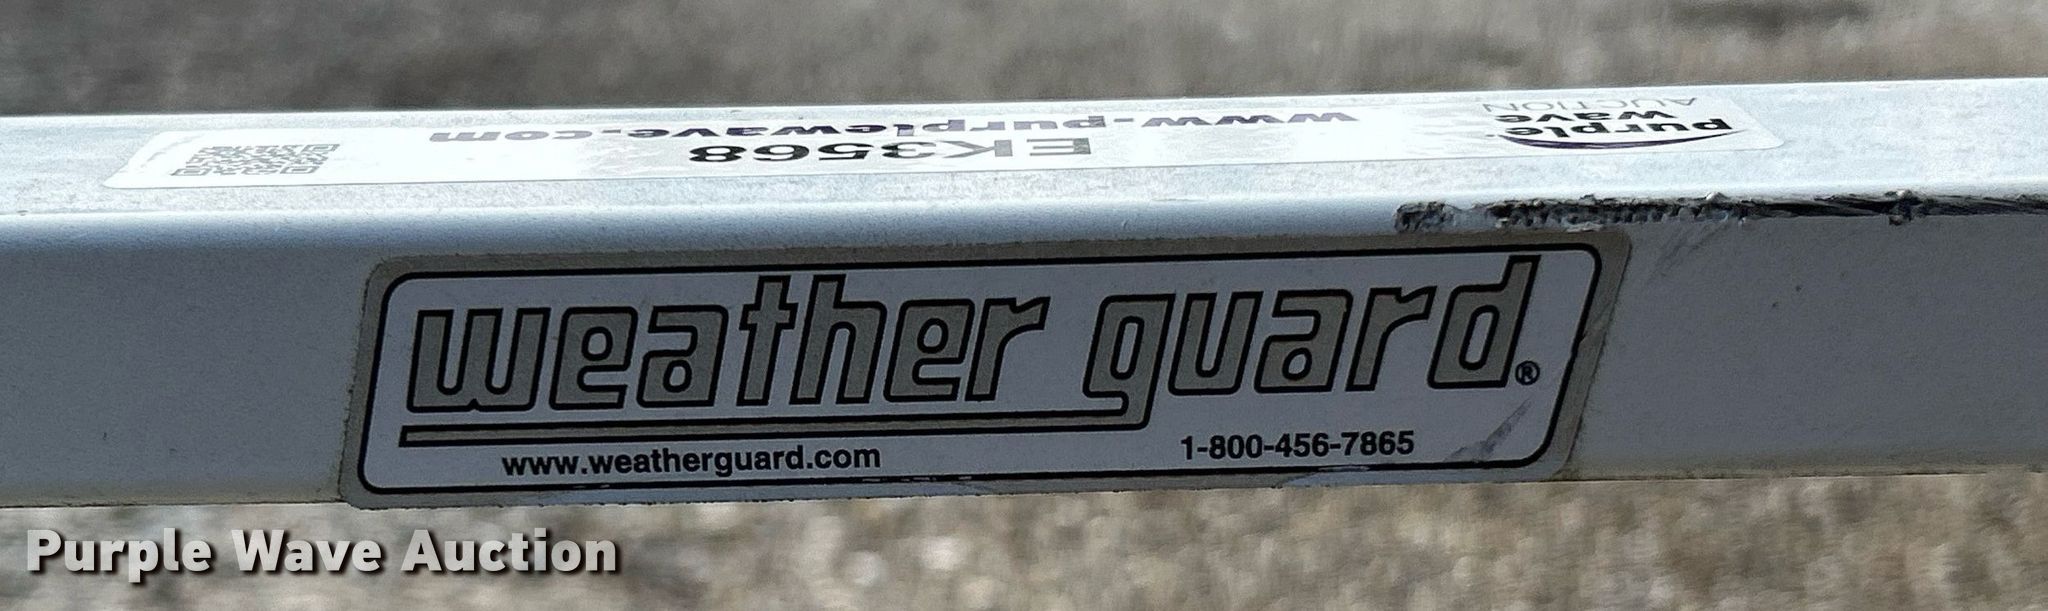 purple
wave
AUCTION
EK3568
www.purplewave.com
weather guard®
www.weatherguard.com
1-800-456-7865
Purple Wave Auction